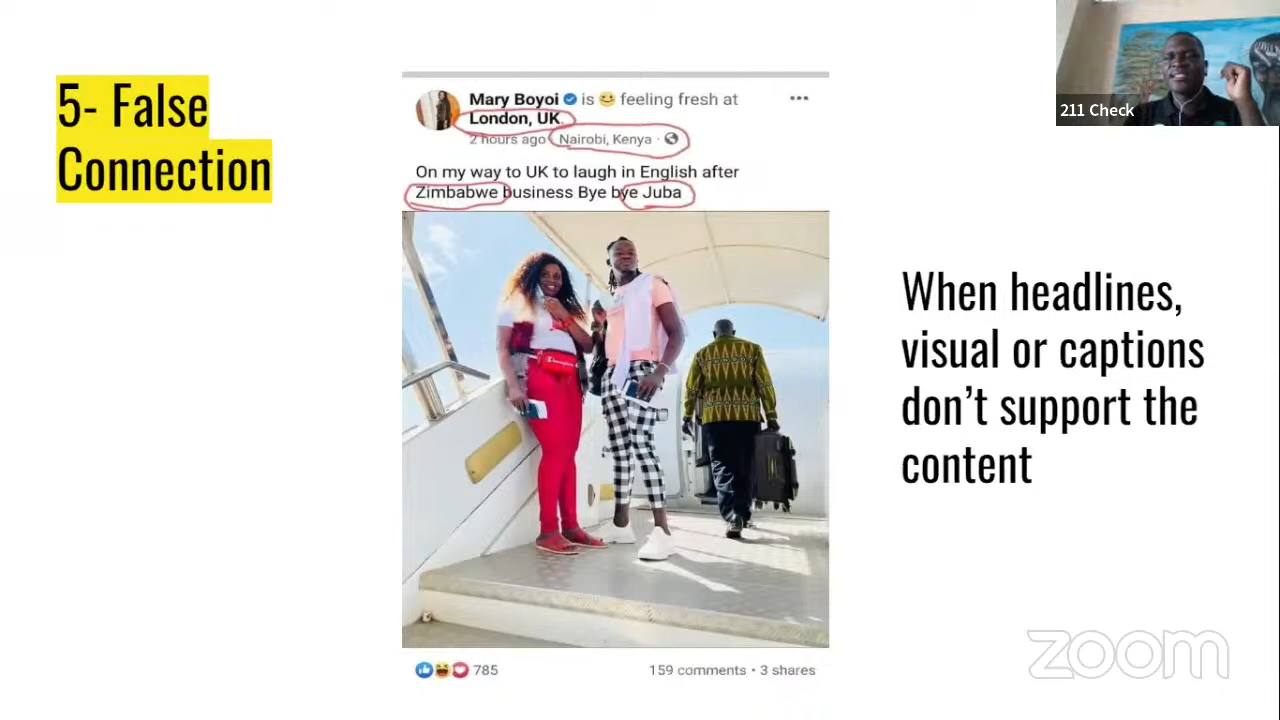 5- False
Connection
Mary Boyoi is 😄 feeling fresh at
London, UK.
2 hours ago · Nairobi, Kenya ·
On my way to UK to laugh in English after
Zimbabwe business Bye bye Juba
785
159 comments • 3 shares
When headlines,
visual or captions
don't support the
content
211 Check
zoom